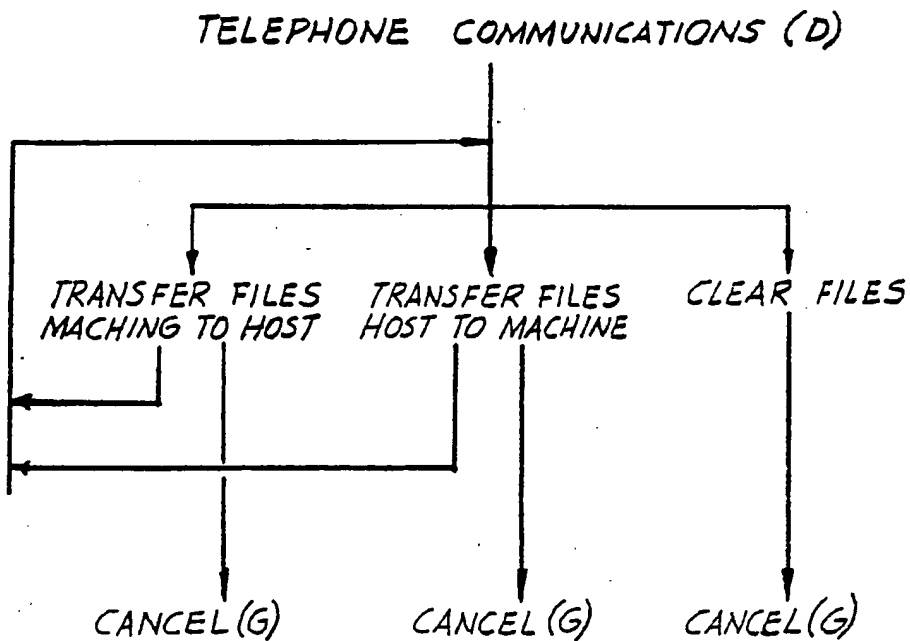 TELEPHONE COMMUNICATIONS (D)
TRANSFER FILES
MACHING TO HOST
TRANSFER FILES
HOST TO MACHINE
CLEAR FILES
CANCEL (G)
CANCEL (G)
CANCEL (G)